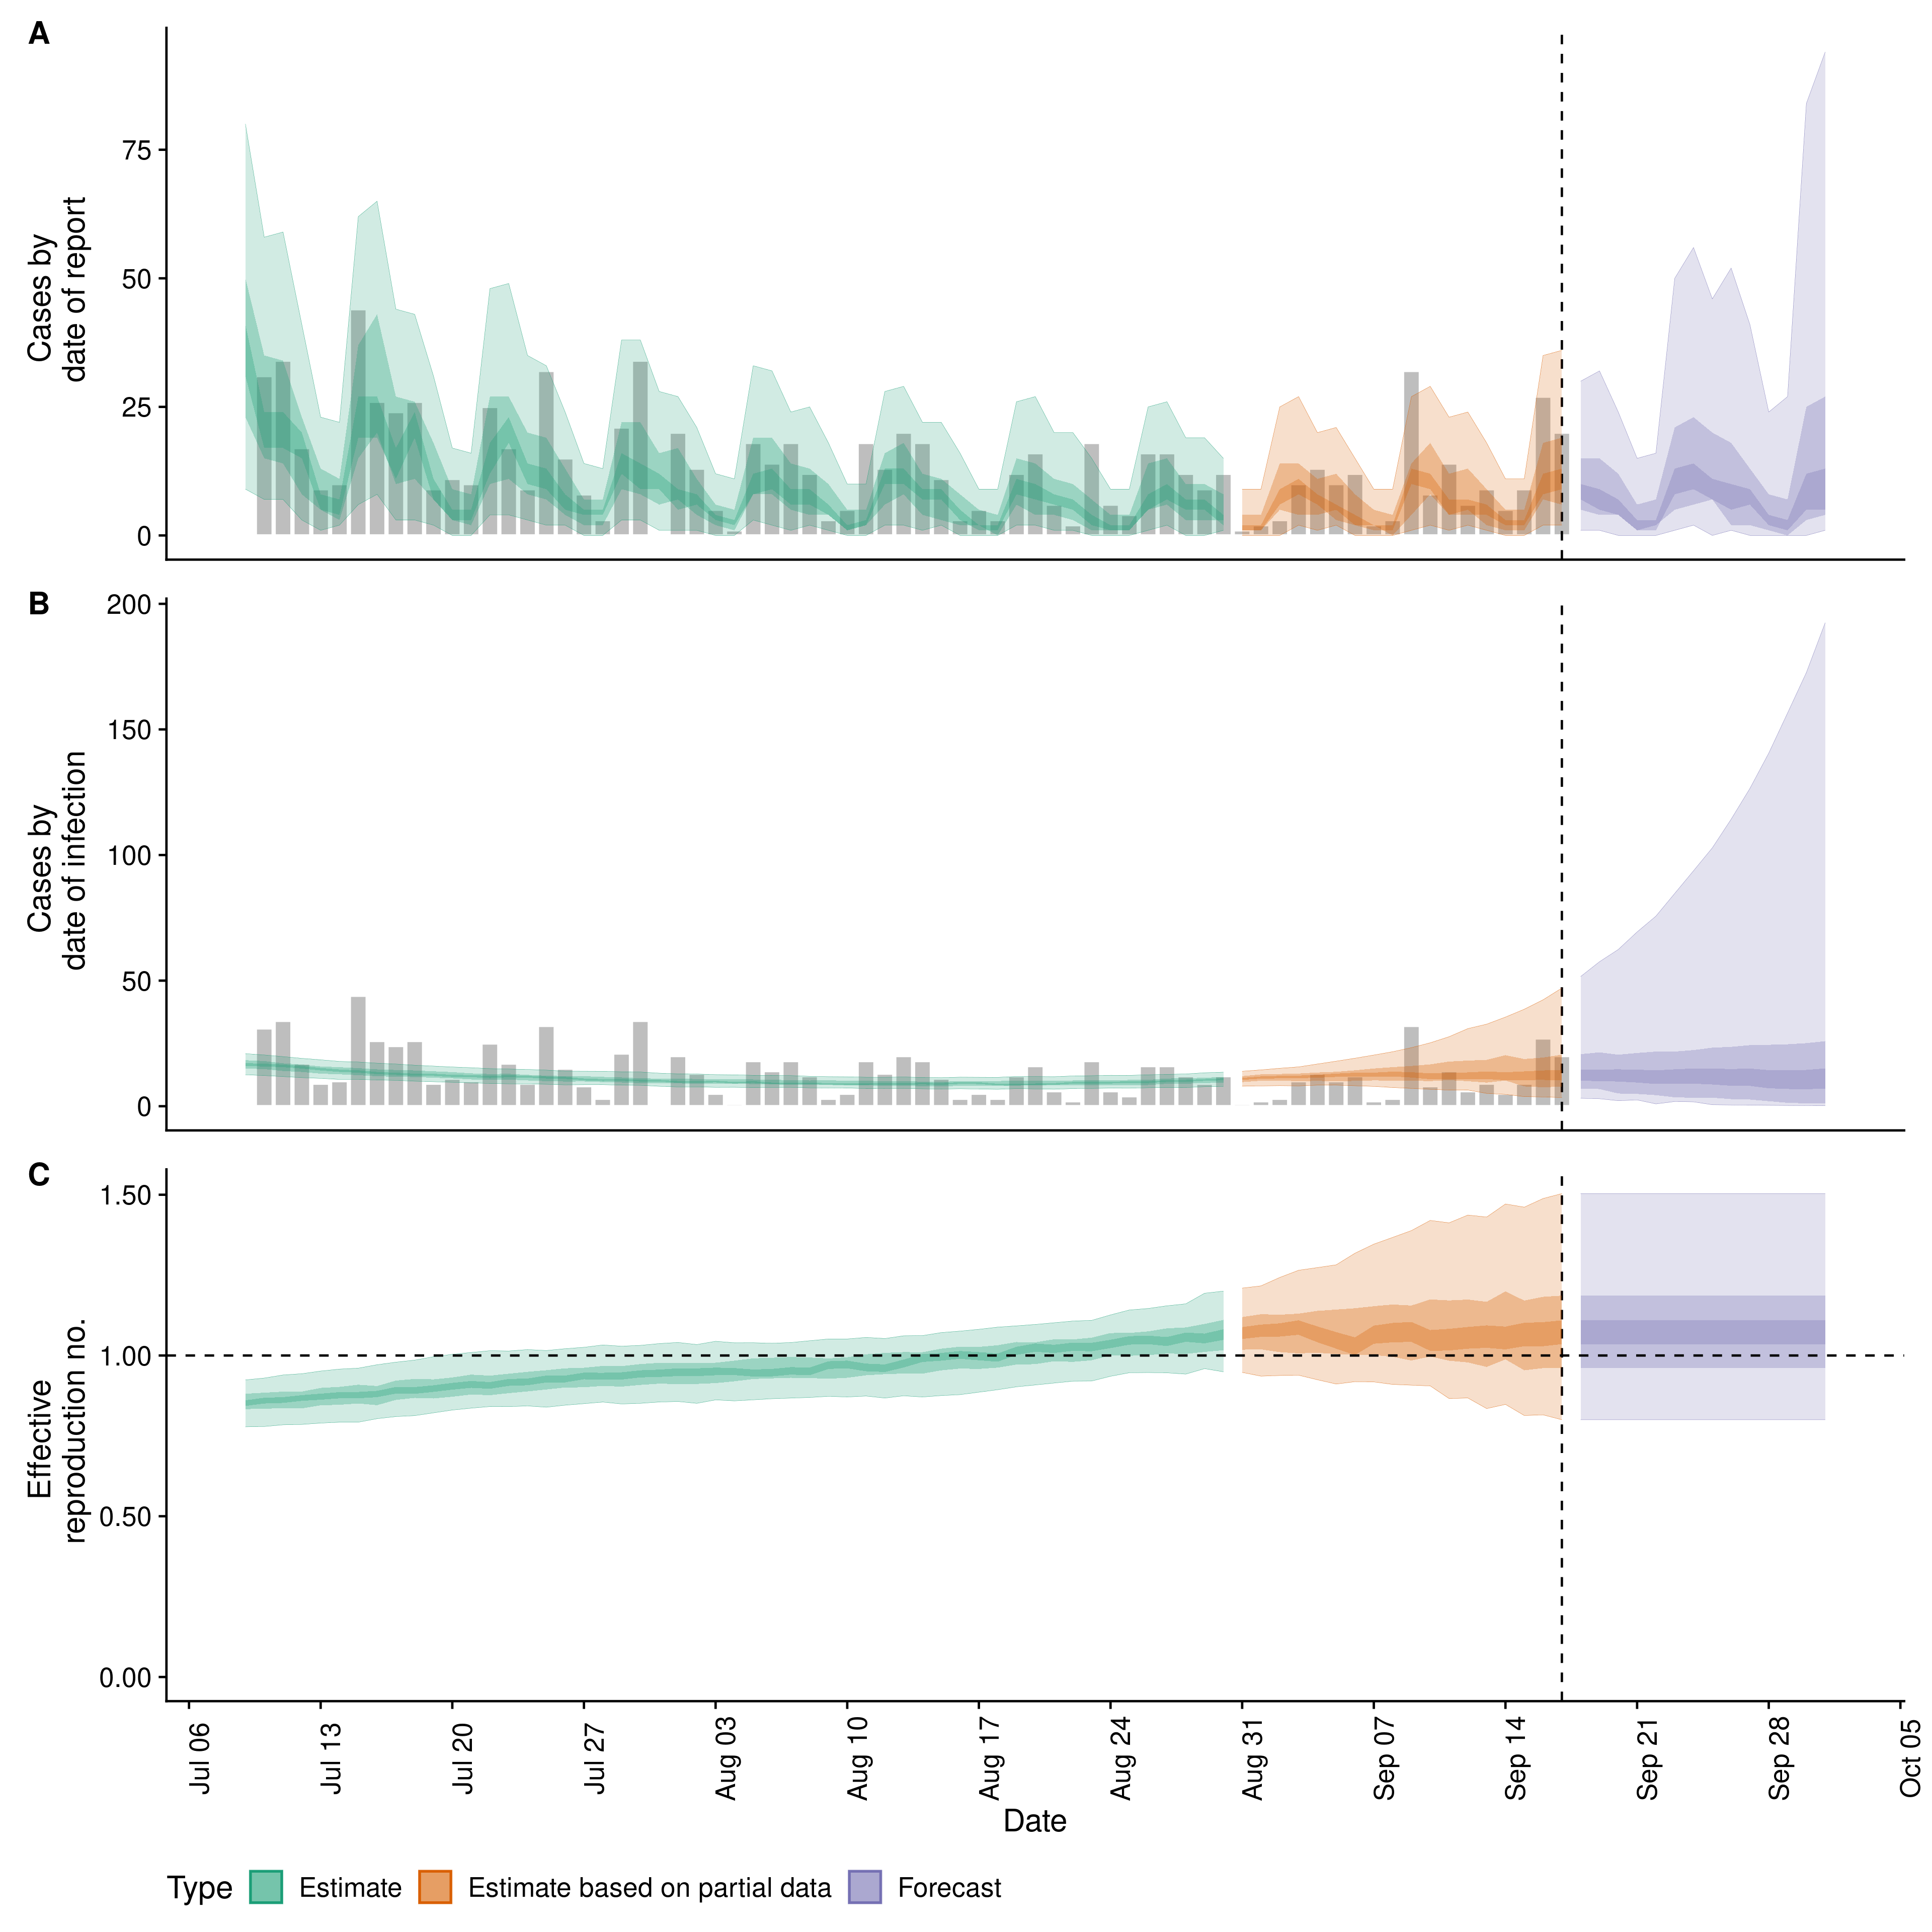 A
Cases by
date of report
75
50
25
0
B
Cases by
date of infection
200
150
100
50
0
C
Effective
reproduction no.
1.50
1.00
0.50
0.00
Jul 06
Jul 13
Jul 20
Jul 27
Aug 03
Aug 10
Aug 17
Aug 24
Aug 31
Sep 07
Sep 14
Sep 21
Sep 28
Oct 05
Date
Type
Estimate
Estimate based on partial data
Forecast